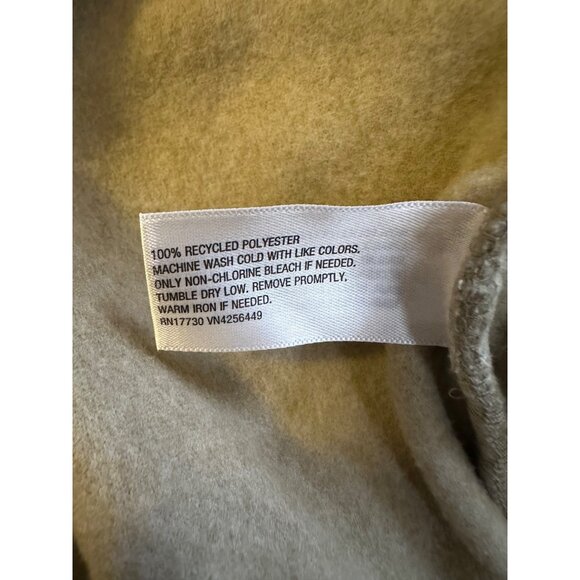 100% RECYCLED POLYESTER
MACHINE WASH COLD WITH LIKE COLORS.
ONLY NON-CHLORINE BLEACH IF NEEDED.
TUMBLE DRY LOW. REMOVE PROMPTLY.
WARM IRON IF NEEDED.
RN17730 VN4256449